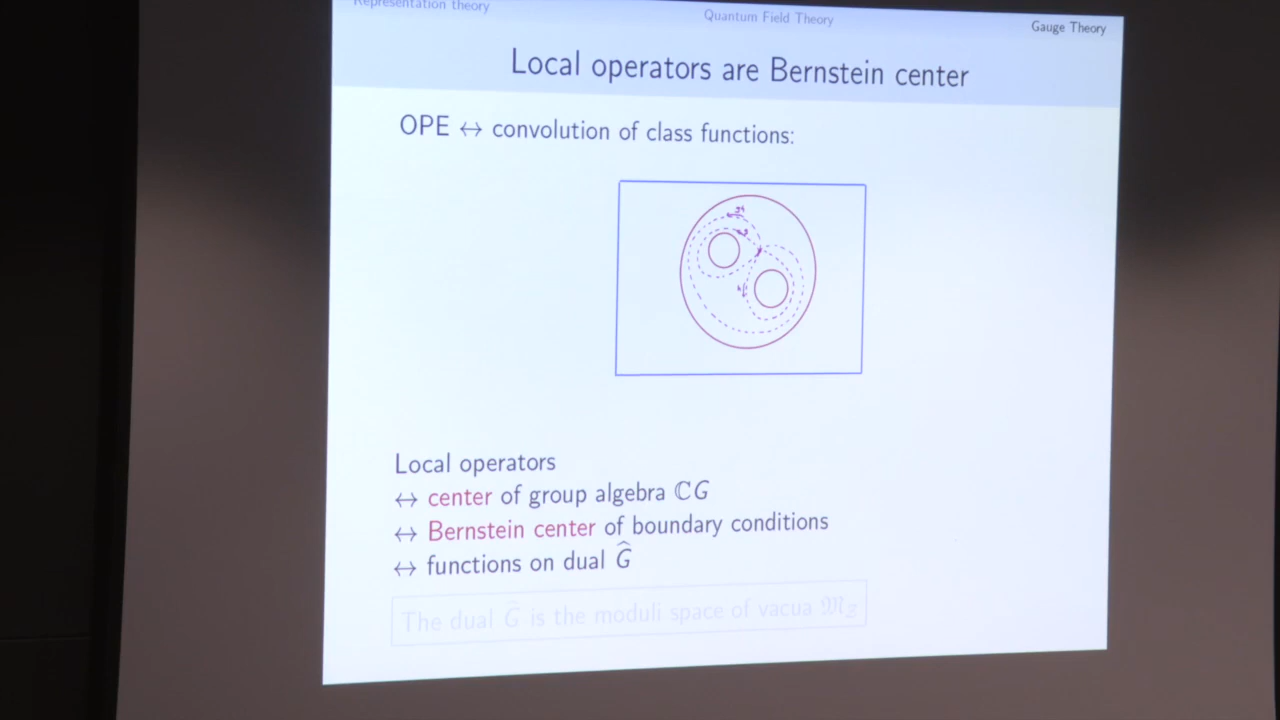 Representation theory
Quantum Field Theory
Gauge Theory
Local operators are Bernstein center
OPE ↔ convolution of class functions:
Local operators
↔ center of group algebra ℂG
↔ Bernstein center of boundary conditions
↔ functions on dual Ĝ
The dual Ĝ is the moduli space of vacua 𝔐